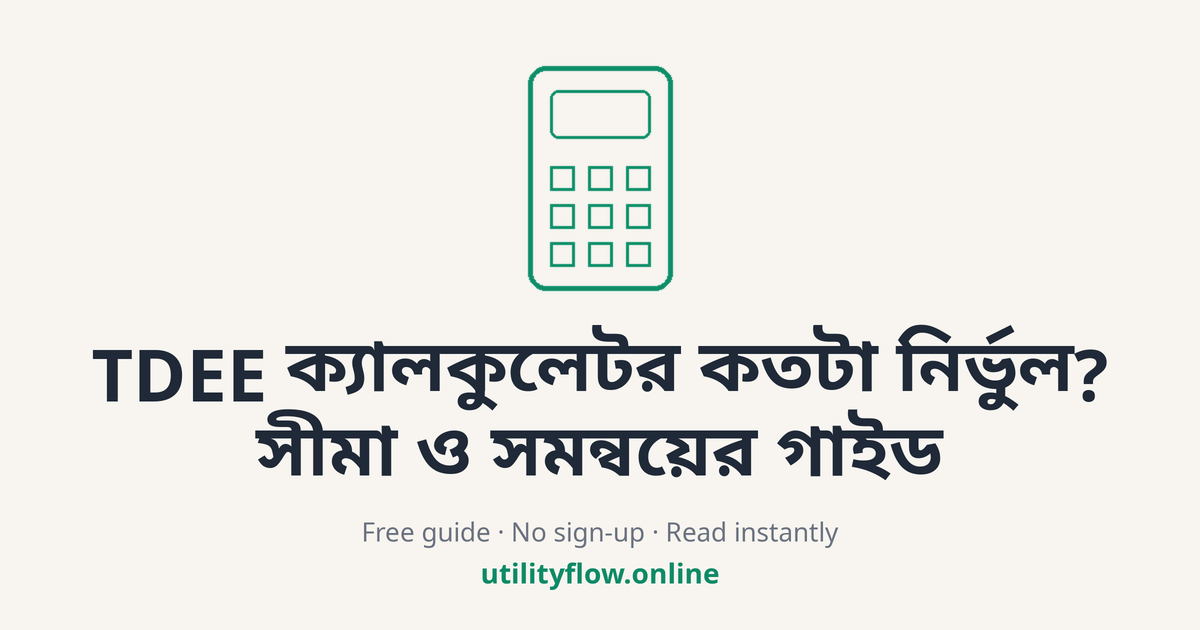 TDEE ক্যালকুলেটর কতটা নির্ভুল?
সীমা ও সমন্বয়ের গাইড
Free guide · No sign-up · Read instantly
utilityflow.online